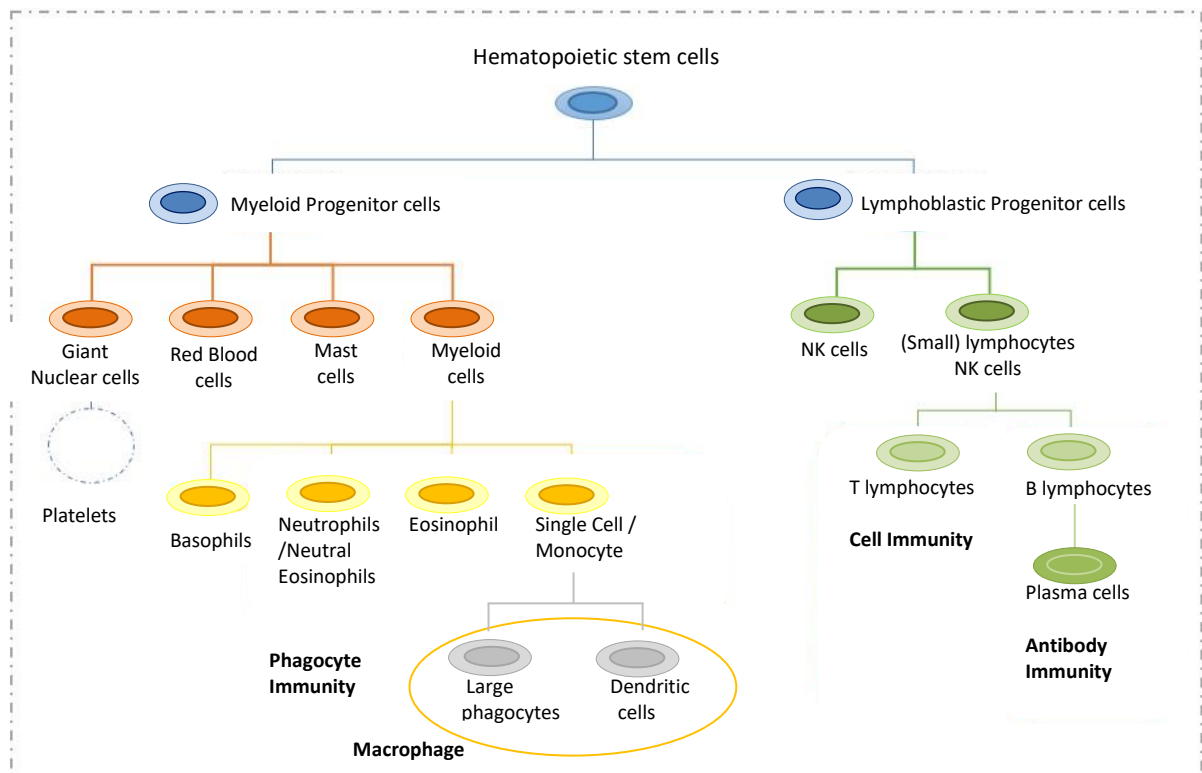 Hematopoietic stem cells
Myeloid Progenitor cells
Lymphoblastic Progenitor cells
Giant
Nuclear cells
Red Blood
cells
Mast
cells
Myeloid
cells
NK cells
(Small) lymphocytes
NK cells
Platelets
Basophils
Neutrophils
/Neutral
Eosinophils
Eosinophil
Single Cell /
Monocyte
T lymphocytes
B lymphocytes
Cell Immunity
Plasma cells
Phagocyte
Immunity
Large
phagocytes
Dendritic
cells
Antibody
Immunity
Macrophage